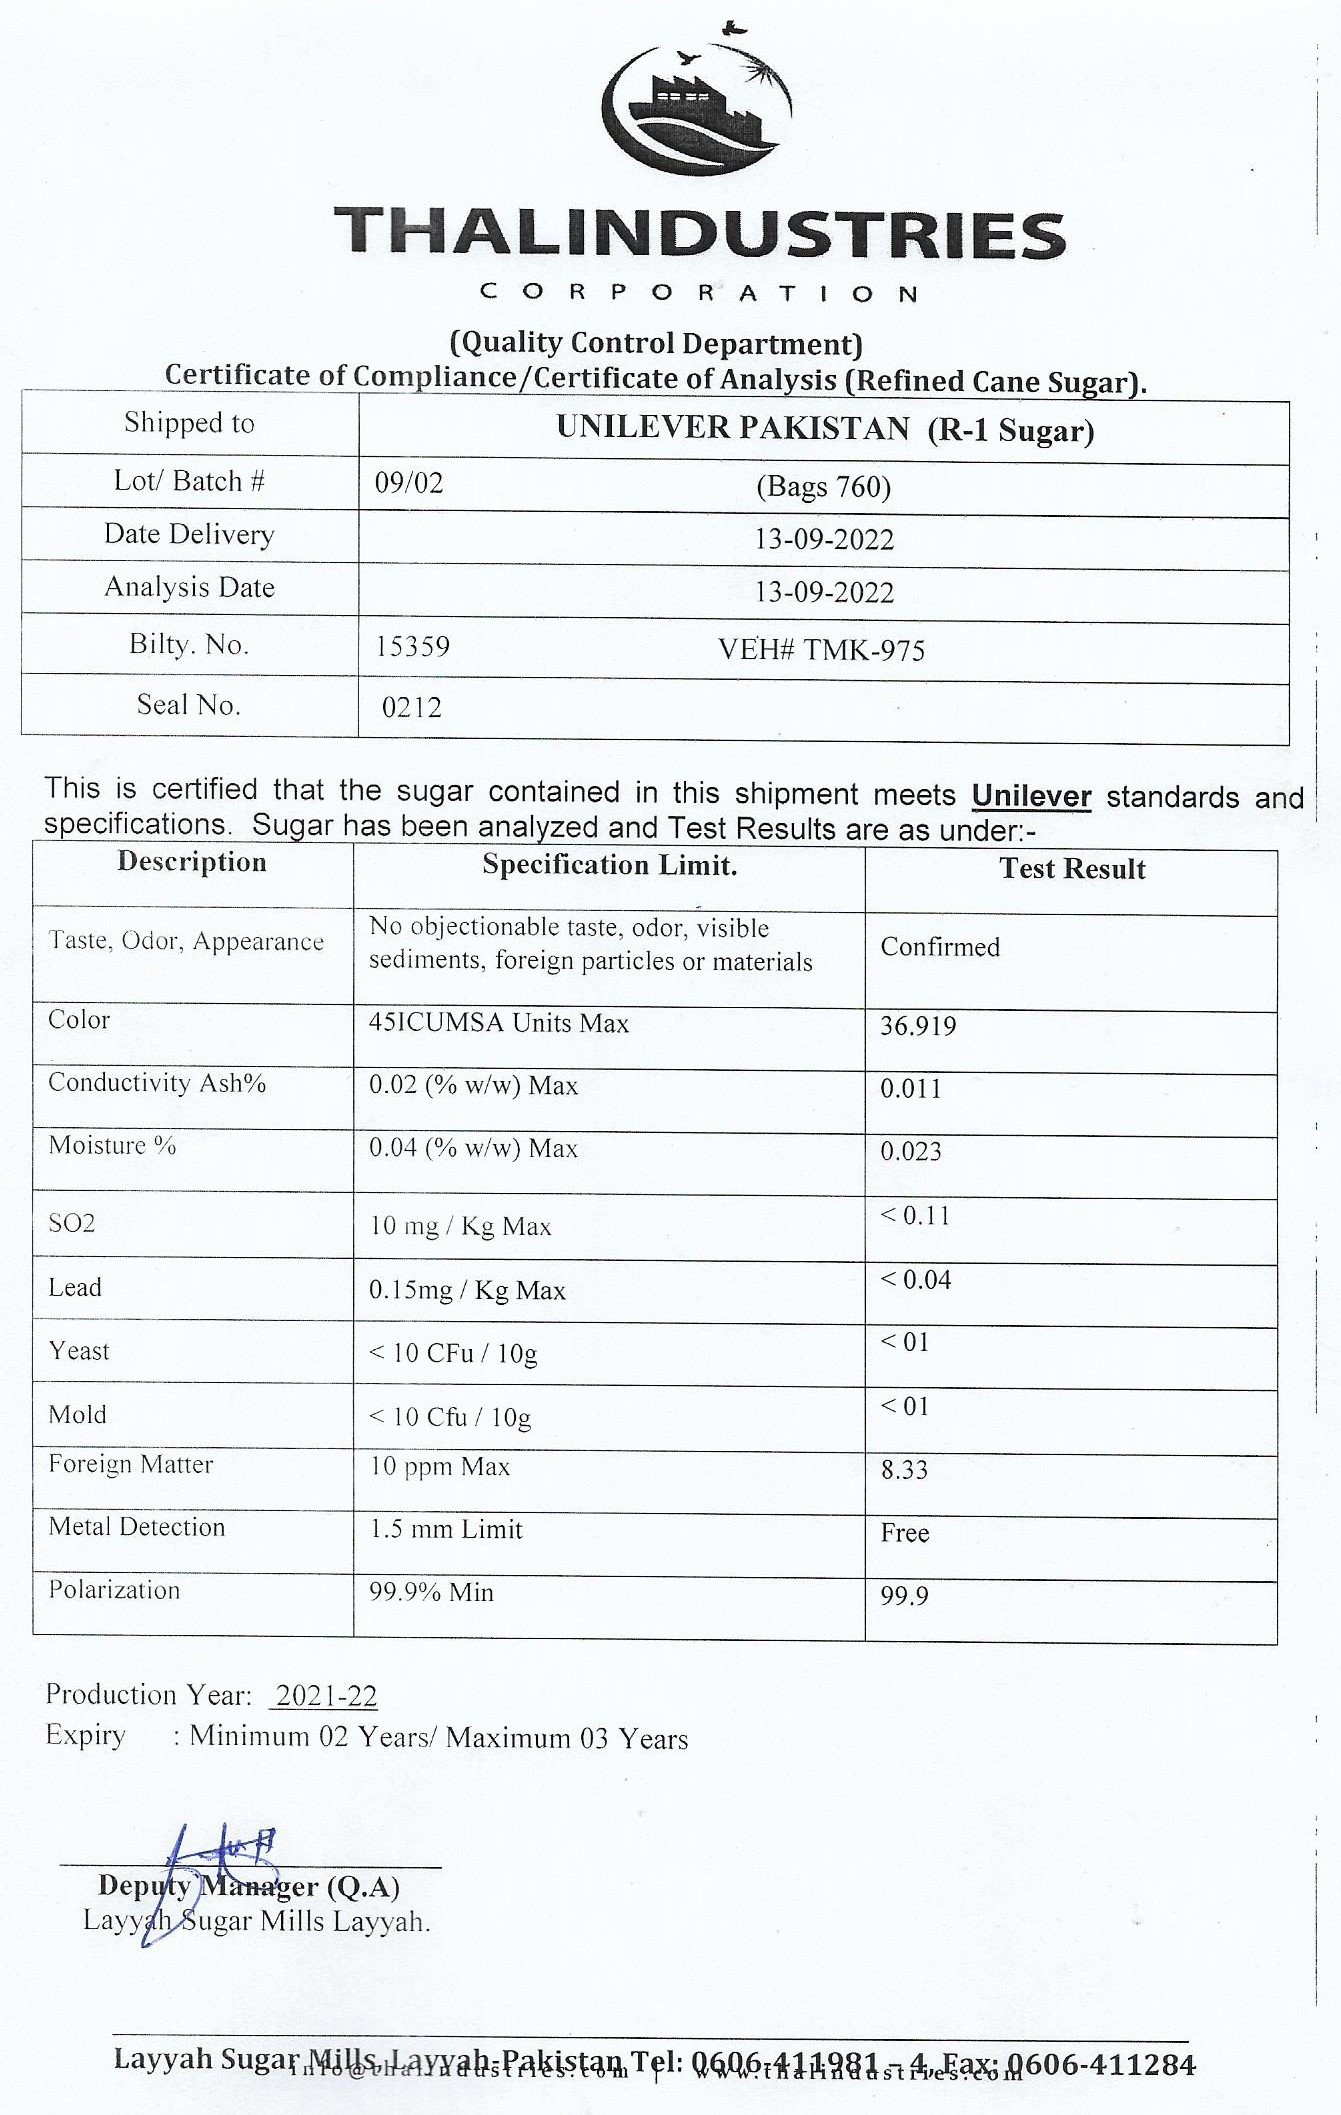 THALINDUSTRIES
CORPORATION
(Quality Control Department)
Certificate of Compliance/Certificate of Analysis (Refined Cane Sugar).
Shipped to UNILEVER PAKISTAN (R-1 Sugar)
Lot/ Batch # 09/02 (Bags 760)
Date Delivery 13-09-2022
Analysis Date 13-09-2022
Bilty. No. 15359 VEH# TMK-975
Seal No. 0212
This is certified that the sugar contained in this shipment meets Unilever standards and
specifications. Sugar has been analyzed and Test Results are as under:-
Description Specification Limit. Test Result
Taste, Odor, Appearance No objectionable taste, odor, visible
sediments, foreign particles or materials Confirmed
Color 45ICUMSA Units Max 36.919
Conductivity Ash% 0.02 (% w/w) Max 0.011
Moisture % 0.04 (% w/w) Max 0.023
SO2 10 mg / Kg Max < 0.11
Lead 0.15mg / Kg Max < 0.04
Yeast < 10 CFu / 10g < 01
Mold < 10 Cfu / 10g < 01
Foreign Matter 10 ppm Max 8.33
Metal Detection 1.5 mm Limit Free
Polarization 99.9% Min 99.9
Production Year: 2021-22
Expiry : Minimum 02 Years/ Maximum 03 Years
Deputy Manager (Q.A)
Layyah Sugar Mills Layyah.
Layyah Sugar Mills, Layyah-Pakistan Tel: 0606-411981 – 4, Fax: 0606-411284
info@thalindustries.com | www.thalindustries.com